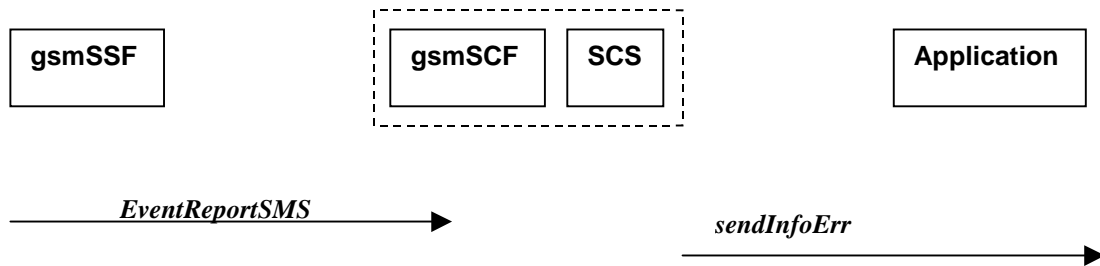 gsmSSF
gsmSCF
SCS
Application
EventReportSMS
sendInfoErr